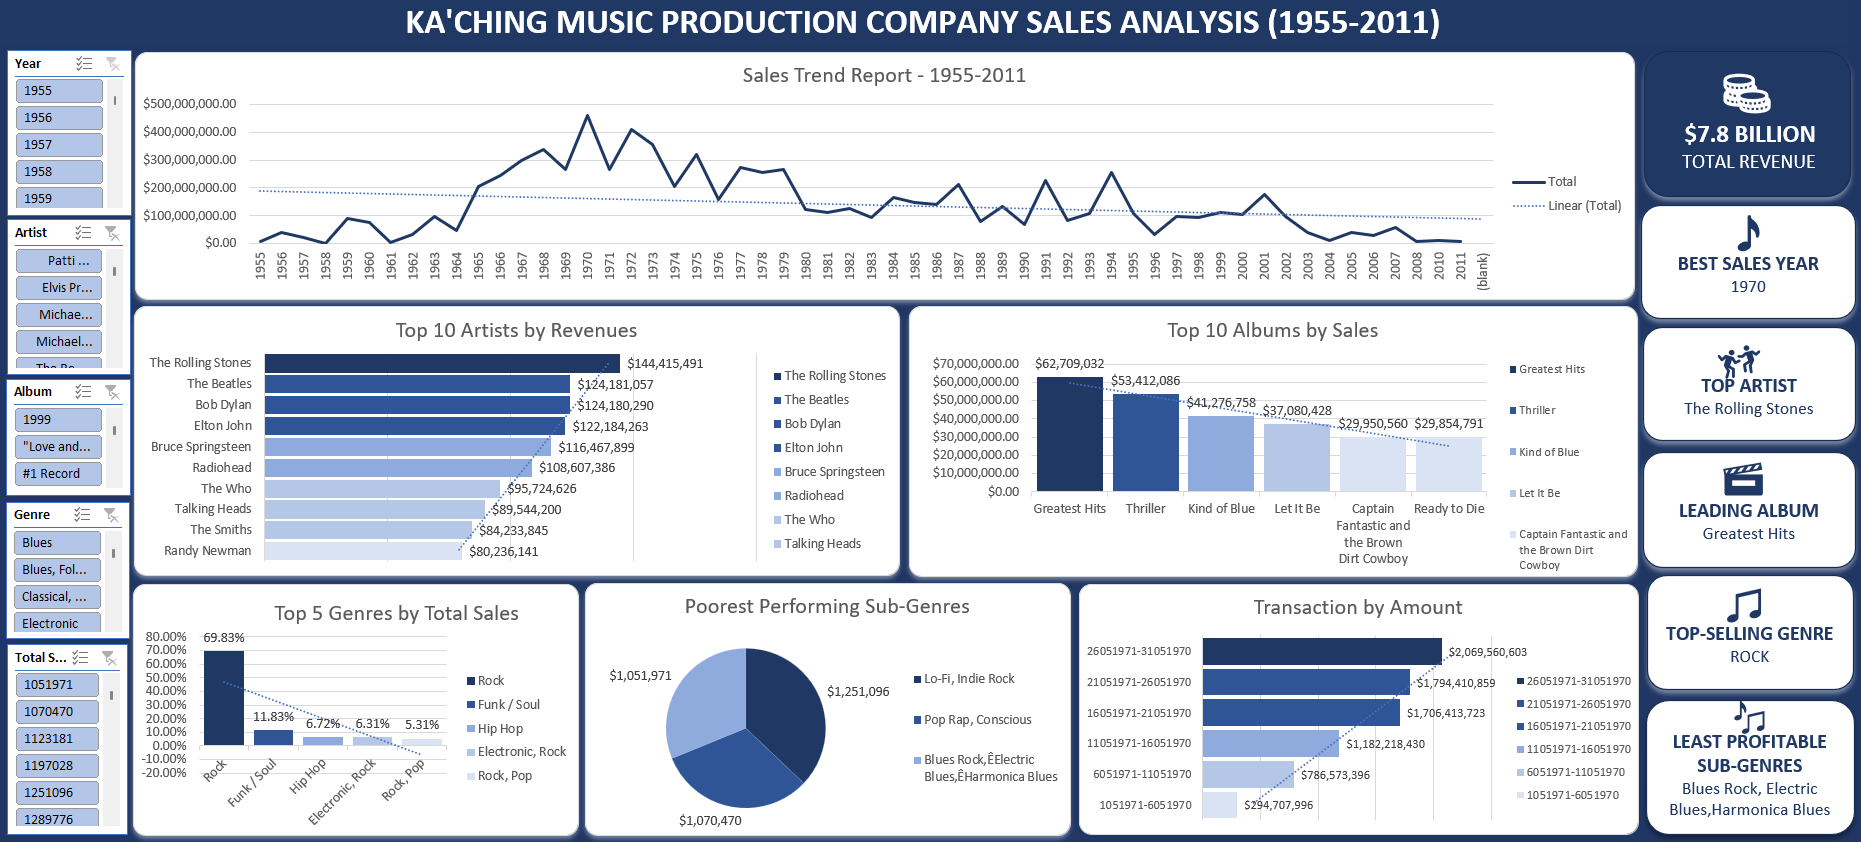 KA'CHING MUSIC PRODUCTION COMPANY SALES ANALYSIS (1955-2011)
Year
1955
1956
1957
1958
1959
Artist
Patti ...
Elvis Pr...
Michae...
Michael...
Album
1999
"Love and...
#1 Record
Genre
Blues
Blues, Fol...
Classical, ...
Electronic
Total S...
1051971
1070470
1123181
1197028
1251096
1289776
Sales Trend Report - 1955-2011
$500,000,000.00
$400,000,000.00
$300,000,000.00
$200,000,000.00
$100,000,000.00
$0.00
1955
1956
1957
1958
1959
1960
1961
1962
1963
1964
1965
1966
1967
1968
1969
1970
1971
1972
1973
1974
1975
1976
1977
1978
1979
1980
1981
1982
1983
1984
1985
1986
1987
1988
1989
1990
1991
1992
1993
1994
1995
1996
1997
1998
1999
2000
2001
2002
2003
2004
2005
2006
2007
2008
2010
2011
(blank)
Total
Linear (Total)
Top 10 Artists by Revenues
The Rolling Stones $144,415,491
The Beatles $124,181,057
Bob Dylan $124,180,290
Elton John $122,184,263
Bruce Springsteen $116,467,899
Radiohead $108,607,386
The Who $95,724,626
Talking Heads $89,544,200
The Smiths $84,233,845
Randy Newman $80,236,141
The Rolling Stones
The Beatles
Bob Dylan
Elton John
Bruce Springsteen
Radiohead
The Who
Talking Heads
Top 10 Albums by Sales
$70,000,000.00
$60,000,000.00
$50,000,000.00
$40,000,000.00
$30,000,000.00
$20,000,000.00
$10,000,000.00
$0.00
$62,709,032
$53,412,086
$41,276,758
$37,080,428
$29,950,560
$29,854,791
Greatest Hits
Thriller
Kind of Blue
Let It Be
Captain
Fantastic and
the Brown
Dirt Cowboy
Ready to Die
Greatest Hits
Thriller
Kind of Blue
Let It Be
Captain Fantastic and
the Brown Dirt
Cowboy
Top 5 Genres by Total Sales
80.00%
70.00%
60.00%
50.00%
40.00%
30.00%
20.00%
10.00%
0.00%
-10.00%
-20.00%
69.83%
11.83%
6.72%
6.31%
5.31%
Rock
Funk / Soul
Hip Hop
Electronic, Rock
Rock, Pop
Rock
Funk / Soul
Hip Hop
Electronic, Rock
Rock, Pop
Poorest Performing Sub-Genres
$1,051,971
$1,251,096
$1,070,470
Lo-Fi, Indie Rock
Pop Rap, Conscious
Blues Rock,ÊElectric
Blues,ÊHarmonica Blues
Transaction by Amount
26051971-31051970 $2,069,560,603
21051971-26051970 $1,794,410,859
16051971-21051970 $1,706,413,723
11051971-16051970 $1,182,218,430
6051971-11051970 $786,573,396
1051971-6051970 $294,707,996
26051971-31051970
21051971-26051970
16051971-21051970
11051971-16051970
6051971-11051970
1051971-6051970
$7.8 BILLION
TOTAL REVENUE
BEST SALES YEAR
1970
TOP ARTIST
The Rolling Stones
LEADING ALBUM
Greatest Hits
TOP-SELLING GENRE
ROCK
LEAST PROFITABLE
SUB-GENRES
Blues Rock, Electric
Blues,Harmonica Blues